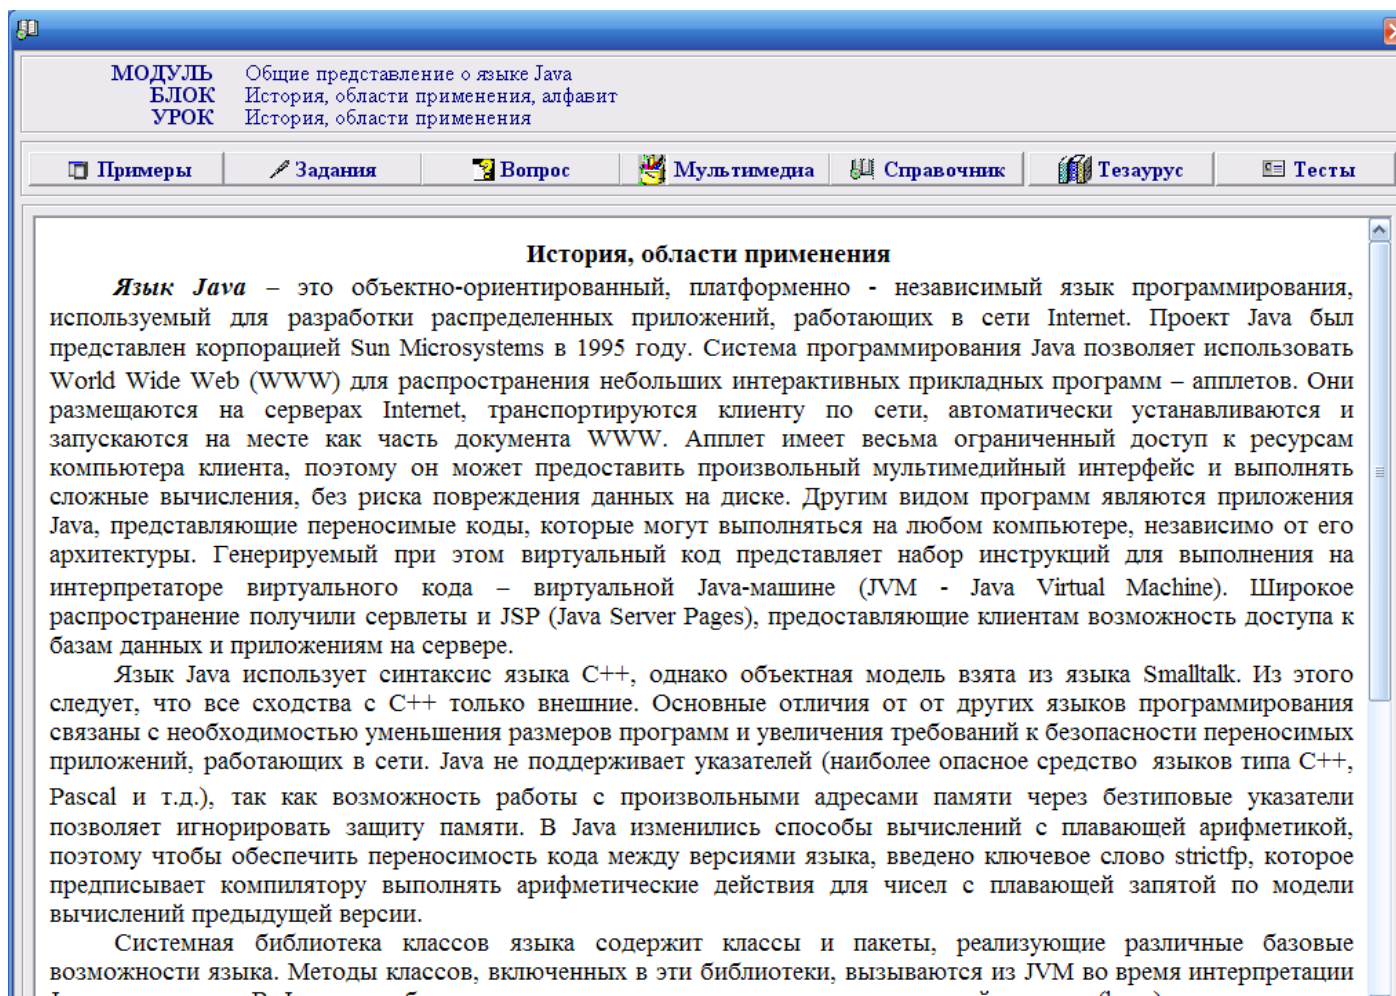 МОДУЛЬ Общие представление о языке Java
БЛОК История, области применения, алфавит
УРОК История, области применения
Примеры Задания Вопрос Мультимедиа Справочник Тезаурус Тесты
История, области применения
Язык Java – это объектно-ориентированный, платформенно - независимый язык программирования,
используемый для разработки распределенных приложений, работающих в сети Internet. Проект Java был
представлен корпорацией Sun Microsystems в 1995 году. Система программирования Java позволяет использовать
World Wide Web (WWW) для распространения небольших интерактивных прикладных программ – апплетов. Они
размещаются на серверах Internet, транспортируются клиенту по сети, автоматически устанавливаются и
запускаются на месте как часть документа WWW. Апплет имеет весьма ограниченный доступ к ресурсам
компьютера клиента, поэтому он может предоставить произвольный мультимедийный интерфейс и выполнять
сложные вычисления, без риска повреждения данных на диске. Другим видом программ являются приложения
Java, представляющие переносимые коды, которые могут выполняться на любом компьютере, независимо от его
архитектуры. Генерируемый при этом виртуальный код представляет набор инструкций для выполнения на
интерпретаторе виртуального кода – виртуальной Java-машине (JVM - Java Virtual Machine). Широкое
распространение получили сервлеты и JSP (Java Server Pages), предоставляющие клиентам возможность доступа к
базам данных и приложениям на сервере.
Язык Java использует синтаксис языка C++, однако объектная модель взята из языка Smalltalk. Из этого
следует, что все сходства с C++ только внешние. Основные отличия от от других языков программирования
связаны с необходимостью уменьшения размеров программ и увеличения требований к безопасности переносимых
приложений, работающих в сети. Java не поддерживает указателей (наиболее опасное средство языков типа C++,
Pascal и т.д.), так как возможность работы с произвольными адресами памяти через безтиповые указатели
позволяет игнорировать защиту памяти. В Java изменились способы вычислений с плавающей арифметикой,
поэтому чтобы обеспечить переносимость кода между версиями языка, введено ключевое слово strictfp, которое
предписывает компилятору выполнять арифметические действия для чисел с плавающей запятой по модели
вычислений предыдущей версии.
Системная библиотека классов языка содержит классы и пакеты, реализующие различные базовые
возможности языка. Методы классов, включенных в эти библиотеки, вызываются из JVM во время интерпретации